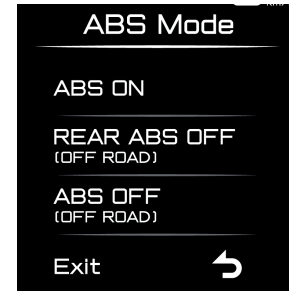 ABS Mode
ABS ON
REAR ABS OFF
(OFF ROAD)
ABS OFF
(OFF ROAD)
Exit